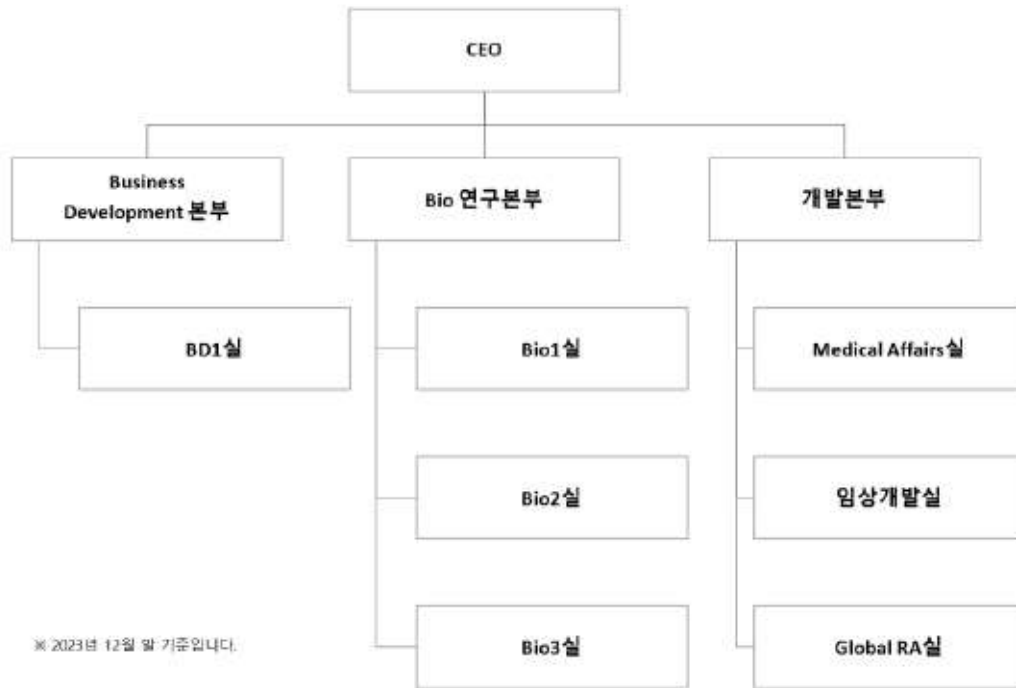 CEO
Business
Development 본부
Bio 연구본부
개발본부
BD1실
Bio1실
Medical Affairs실
Bio2실
임상개발실
※ 2023년 12월 말 기준입니다.
Bio3실
Global RA실